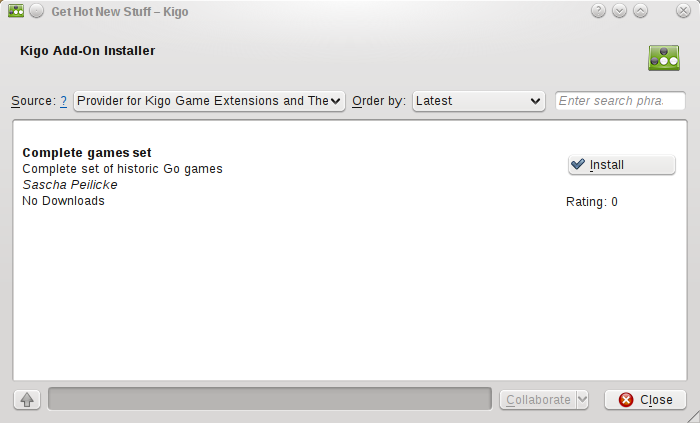 Get Hot New Stuff – Kigo
Kigo Add-On Installer
Source: ? Provider for Kigo Game Extensions and The Order by: Latest Enter search phra
Complete games set
Complete set of historic Go games
Install
Sascha Peilicke
No Downloads
Rating: 0
Collaborate Close